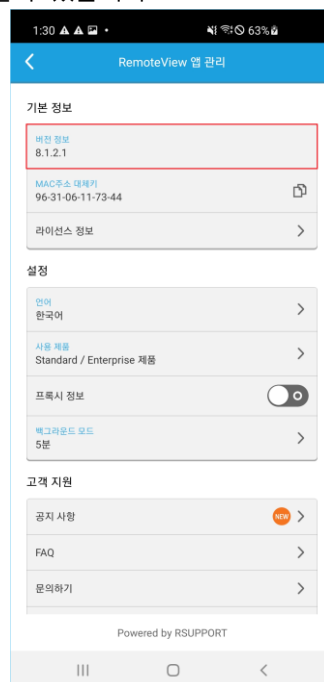 1:30
63%
RemoteView 앱 관리
기본 정보
버전 정보
8.1.2.1
MAC주소 대체키
96-31-06-11-73-44
라이선스 정보
설정
언어
한국어
사용 제품
Standard / Enterprise 제품
프록시 정보
백그라운드 모드
5분
고객 지원
공지 사항
NEW
FAQ
문의하기
Powered by RSUPPORT